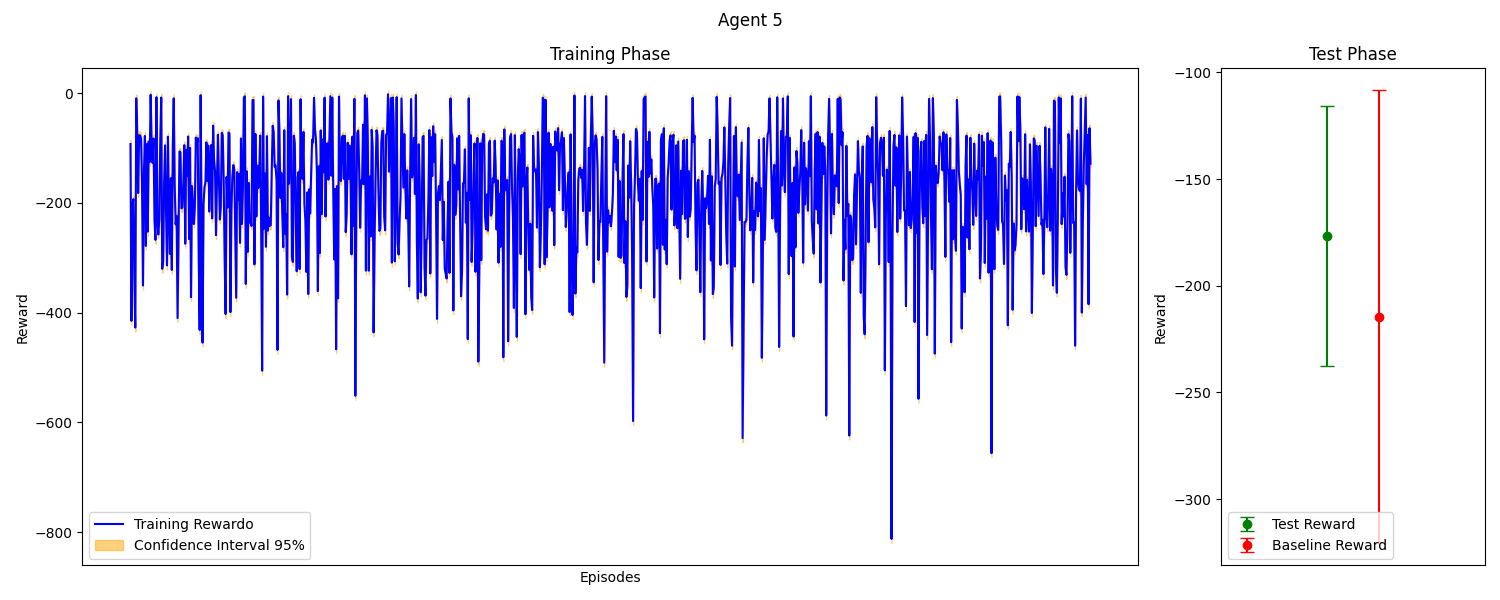 Agent 5
Training Phase
Reward
0
−200
−400
−600
−800
Training Rewardo
Confidence Interval 95%
Episodes
Test Phase
Reward
−100
−150
−200
−250
−300
Test Reward
Baseline Reward